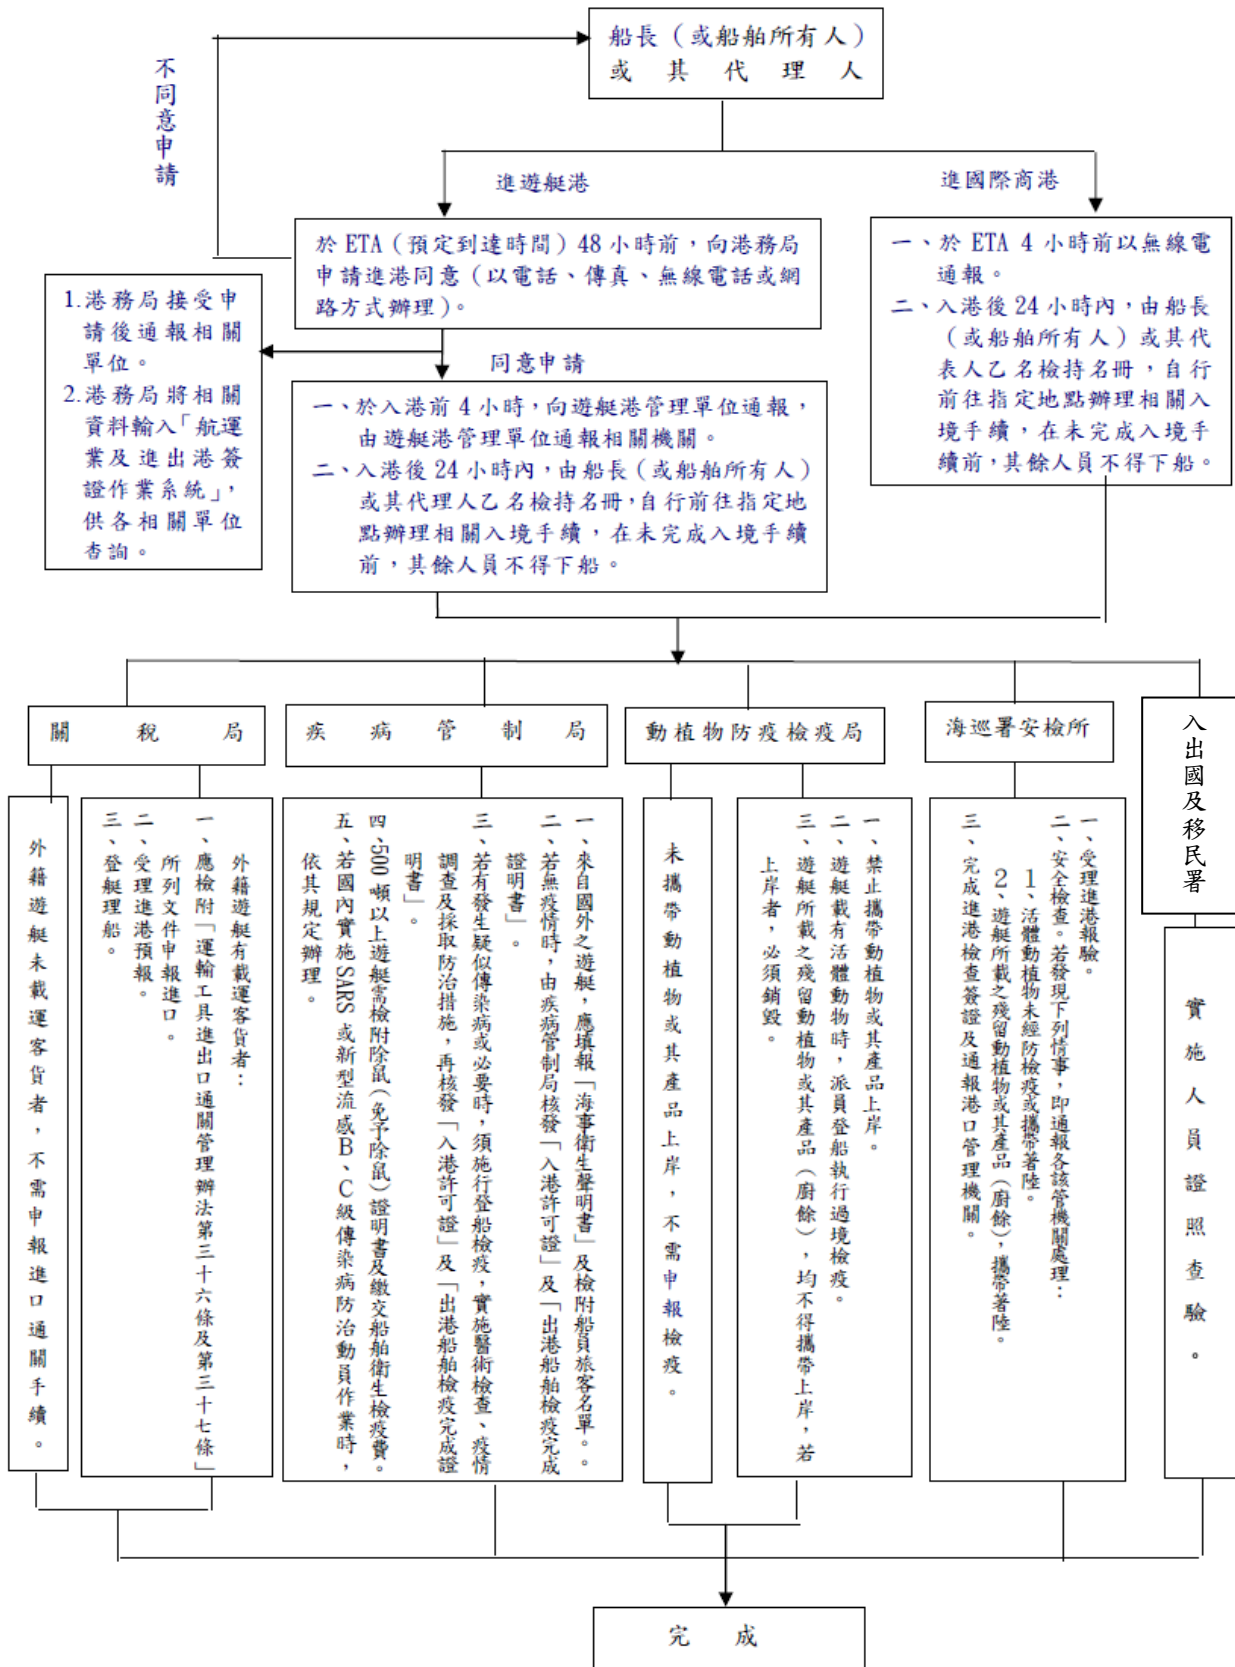 船長（或船舶所有人）
或其代理人
不同意申請
進遊艇港
進國際商港
於 ETA（預定到達時間）48 小時前，向港務局
申請進港同意（以電話、傳真、無線電話或網
路方式辦理）。
一、於 ETA 4 小時前以無線電
通報。
二、入港後 24 小時內，由船長
（或船舶所有人）或其代
表人乙名檢持名冊，自行
前往指定地點辦理相關入
境手續，在未完成入境手
續前，其餘人員不得下船。
1.港務局接受申
請後通報相關
單位。
2.港務局將相關
資料輸入「航運
業及進出港簽
證作業系統」，
供各相關單位
查詢。
同意申請
一、於入港前 4 小時，向遊艇港管理單位通報，
由遊艇港管理單位通報相關機關。
二、入港後 24 小時內，由船長（或船舶所有人）
或其代理人乙名檢持名冊，自行前往指定地
點辦理相關入境手續，在未完成入境手續
前，其餘人員不得下船。
關稅局
疾病管制局
動植物防疫檢疫局
海巡署安檢所
入出國及移民署
外籍遊艇未載運客貨者，不需申報進口通關手續。
外籍遊艇有載運客貨者：
一、應檢附「運輸工具進出口通關管理辦法第三十六條及第三十七條」
所列文件申報進口。
二、受理進港預報。
三、登艇理船。
一、來自國外之遊艇，應填報「海事衛生聲明書」及檢附船員旅客名單。。
二、若無疫情時，由疾病管制局核發「入港許可證」及「出港船舶檢疫完成
證明書」。
三、若有發生疑似傳染病或必要時，須施行登船檢疫，實施醫術檢查、疫情
調查及採取防治措施，再核發「入港許可證」及「出港船舶檢疫完成證
明書」。
四、500 噸以上遊艇需檢附除鼠（免予除鼠）證明書及繳交船舶衛生檢疫費。
五、若國內實施SARS 或新型流感B、C級傳染病防治動員作業時，
依其規定辦理。
未攜帶動植物或其產品上岸，不需申報檢疫。
一、禁止攜帶動植物或其產品上岸。
二、遊艇載有活體動物時，派員登船執行過境檢疫。
三、遊艇所載之殘留動植物或其產品（廚餘），均不得攜帶上岸，若
上岸者，必須銷毀。
一、受理進港報驗。
二、安全檢查。若發現下列情事，即通報各該管機關處理：
1、活體動植物未經防檢疫或攜帶著陸。
2、遊艇所載之殘留動植物或其產品（廚餘），攜帶著陸。
三、完成進港檢查簽證及通報港口管理機關。
實施人員證照查驗。
完成